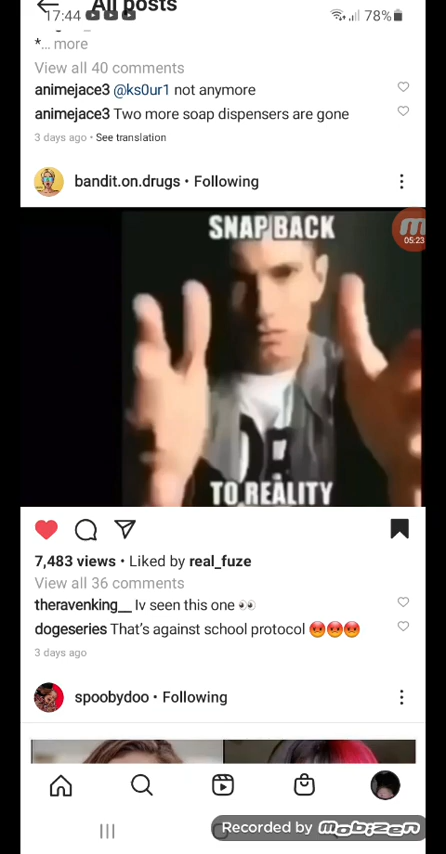 All posts
17:44
78%
*... more
View all 40 comments
animejace3 @ks0ur1 not anymore
animejace3 Two more soap dispensers are gone
3 days ago • See translation
bandit.on.drugs • Following
SNAP BACK
05:23
TO REALITY
7,483 views • Liked by real_fuze
View all 36 comments
theravenking__ Iv seen this one 👀
dogeseries That's against school protocol 😡😡😡
3 days ago
spoobydoo • Following
Recorded by mobizen